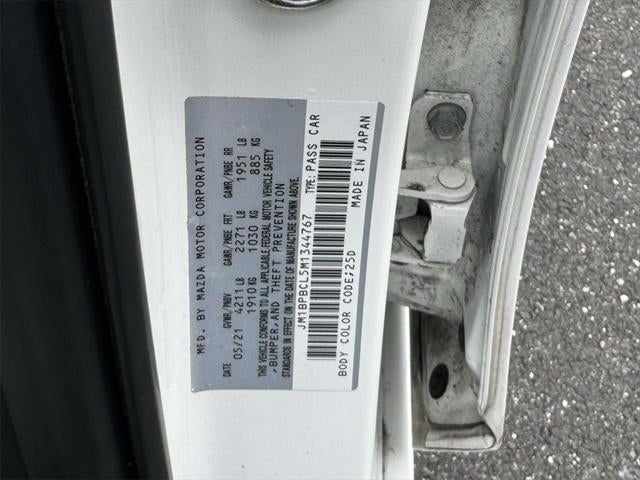 MFD. BY MAZDA MOTOR CORPORATION
DATE GVWR/PNBV GAWR/PNBE FRT GAWR/PNBE RR
05/21 4211 LB 2271 LB 1951 LB
1910 KG 1030 KG 885 KG
THIS VEHICLE CONFORMS TO ALL APPLICABLE FEDERAL MOTOR VEHICLE SAFETY
,BUMPER,AND THEFT PREVENTION
STANDARDS IN EFFECT ON THE DATE OF MANUFACTURE SHOWN ABOVE.
JM1BPBCL5M1344767 TYPE: PASS CAR
BODY COLOR CODE:25D MADE IN JAPAN